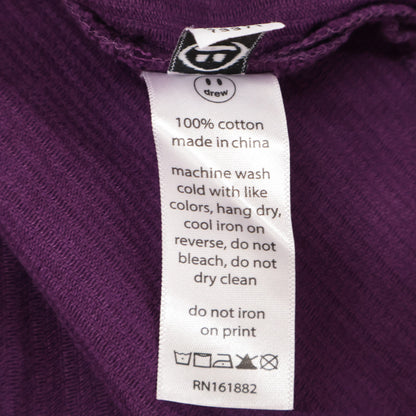 drew
100% cotton
made in china
machine wash
cold with like
colors, hang dry,
cool iron on
reverse, do not
bleach, do not
dry clean
do not iron
on print
RN161882